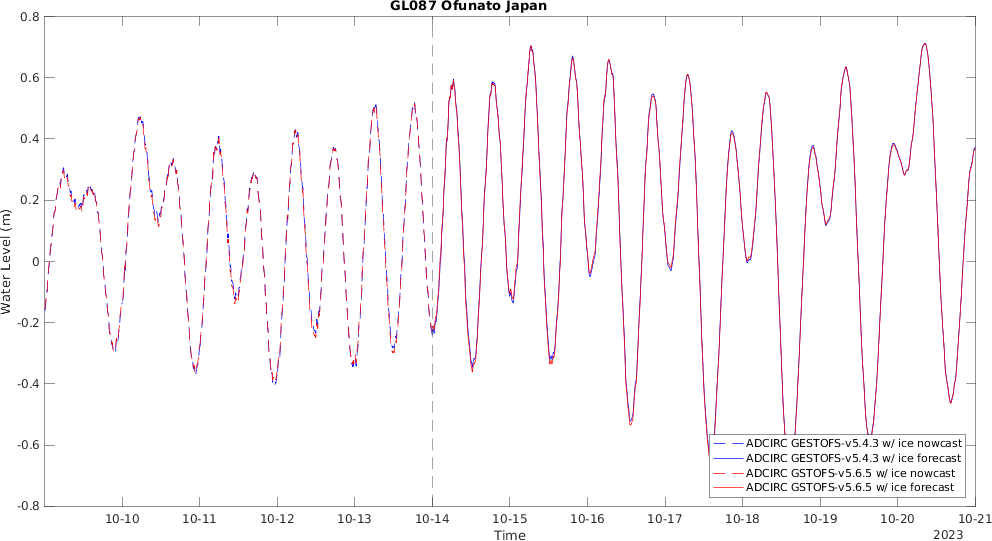 GL087 Ofunato Japan
Water Level (m)
0.8
0.6
0.4
0.2
0
-0.2
-0.4
-0.6
-0.8
ADCIRC GESTOFS-v5.4.3 w/ ice nowcast
ADCIRC GESTOFS-v5.4.3 w/ ice forecast
ADCIRC GSTOFS-v5.6.5 w/ ice nowcast
ADCIRC GSTOFS-v5.6.5 w/ ice forecast
10-10 10-11 10-12 10-13 10-14 10-15 10-16 10-17 10-18 10-19 10-20 10-21
Time
2023